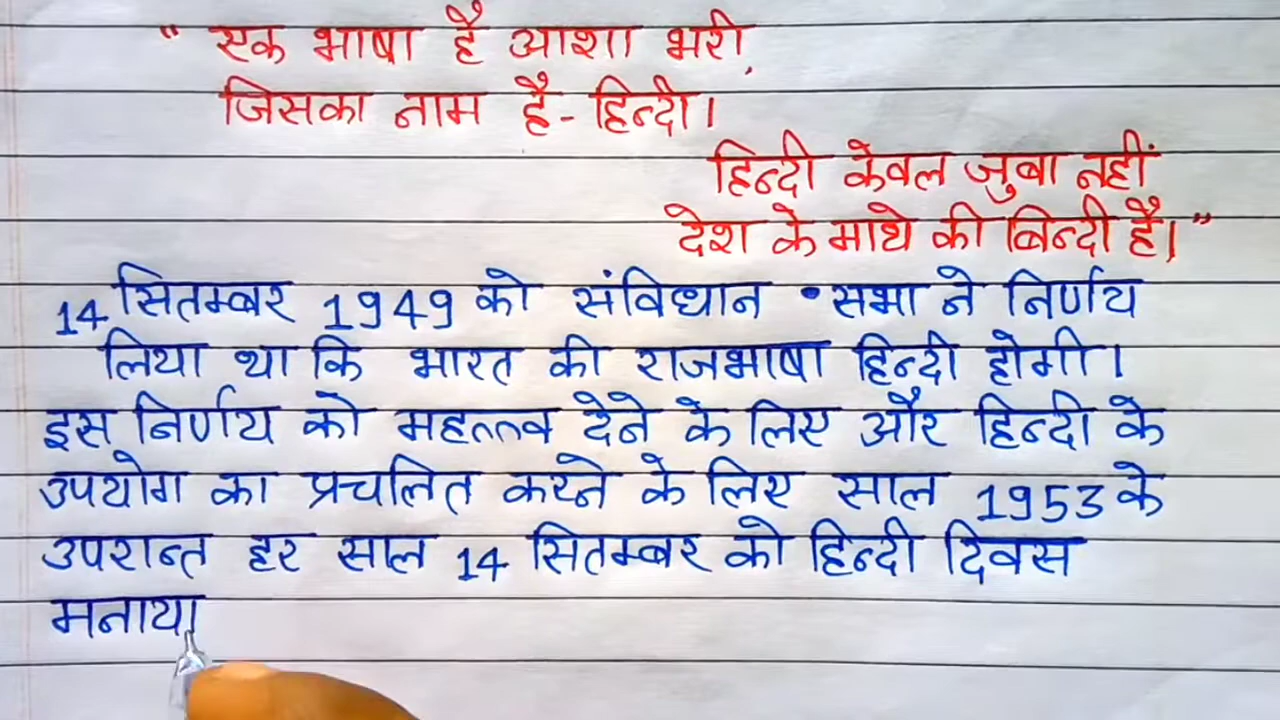 " एक भाषा है आशा भरी,
जिसका नाम है - हिन्दी।
हिन्दी केवल जुबा नहीं
देश के माथे की बिन्दी है।"
14 सितम्बर 1949 को संविधान सभा ने निर्णय
लिया था कि भारत की राजभाषा हिन्दी होगी।
इस निर्णय को महत्त्व देने के लिए और हिन्दी के
उपयोग का प्रचलित करने के लिए साल 1953 के
उपरान्त हर साल 14 सितम्बर को हिन्दी दिवस
मनाया